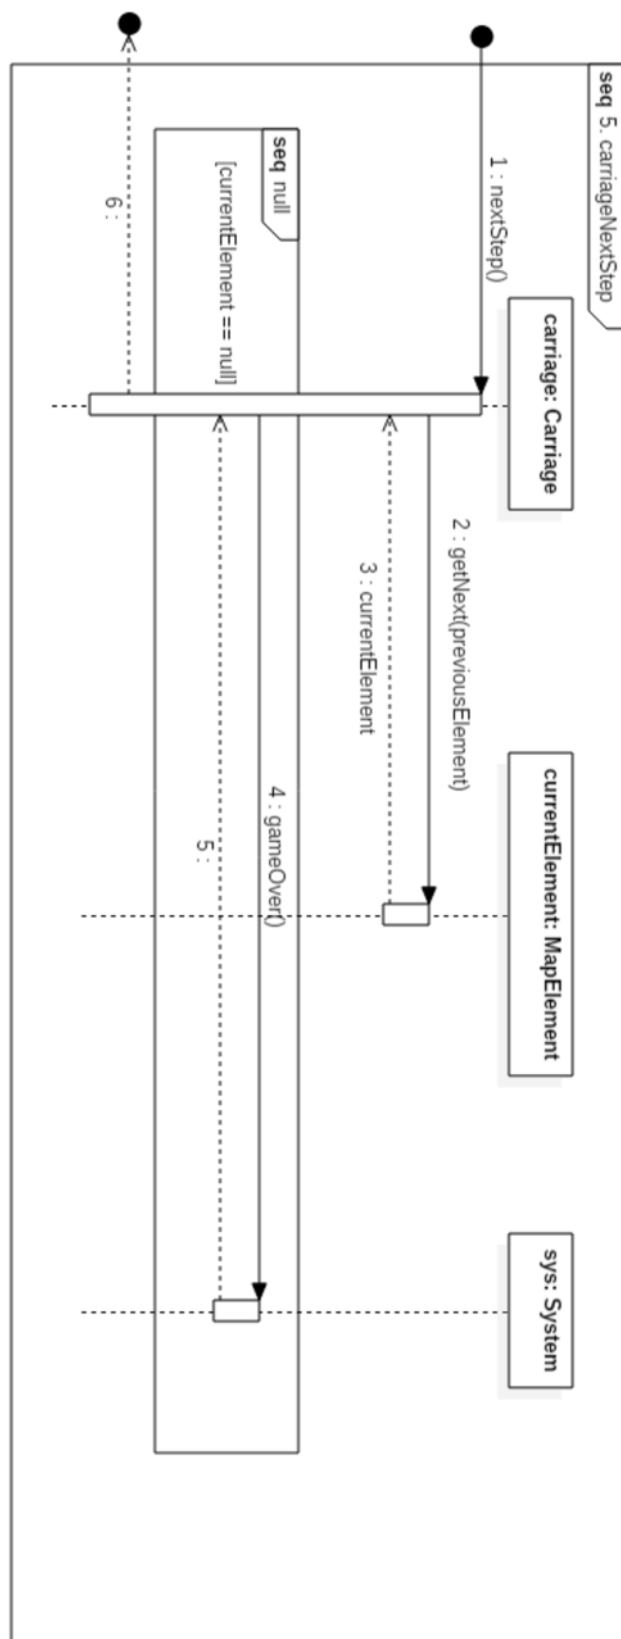 seq 5. carriageNextStep
carriage: Carriage
currentElement: MapElement
sys: System
1 : nextStep()
2 : getNext(previousElement)
3 : currentElement
seq null
[currentElement == null]
4 : gameOver()
5 :
6 :